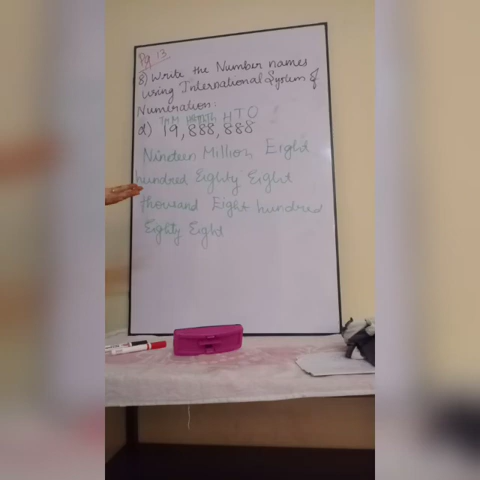 Pg 13
8) Write the Number names
using International System of
Numeration:
TM M HTH TTH TH H T O
d) 19,888,888
Nineteen Million Eight
hundred Eighty Eight
thousand Eight hundred
Eighty Eight